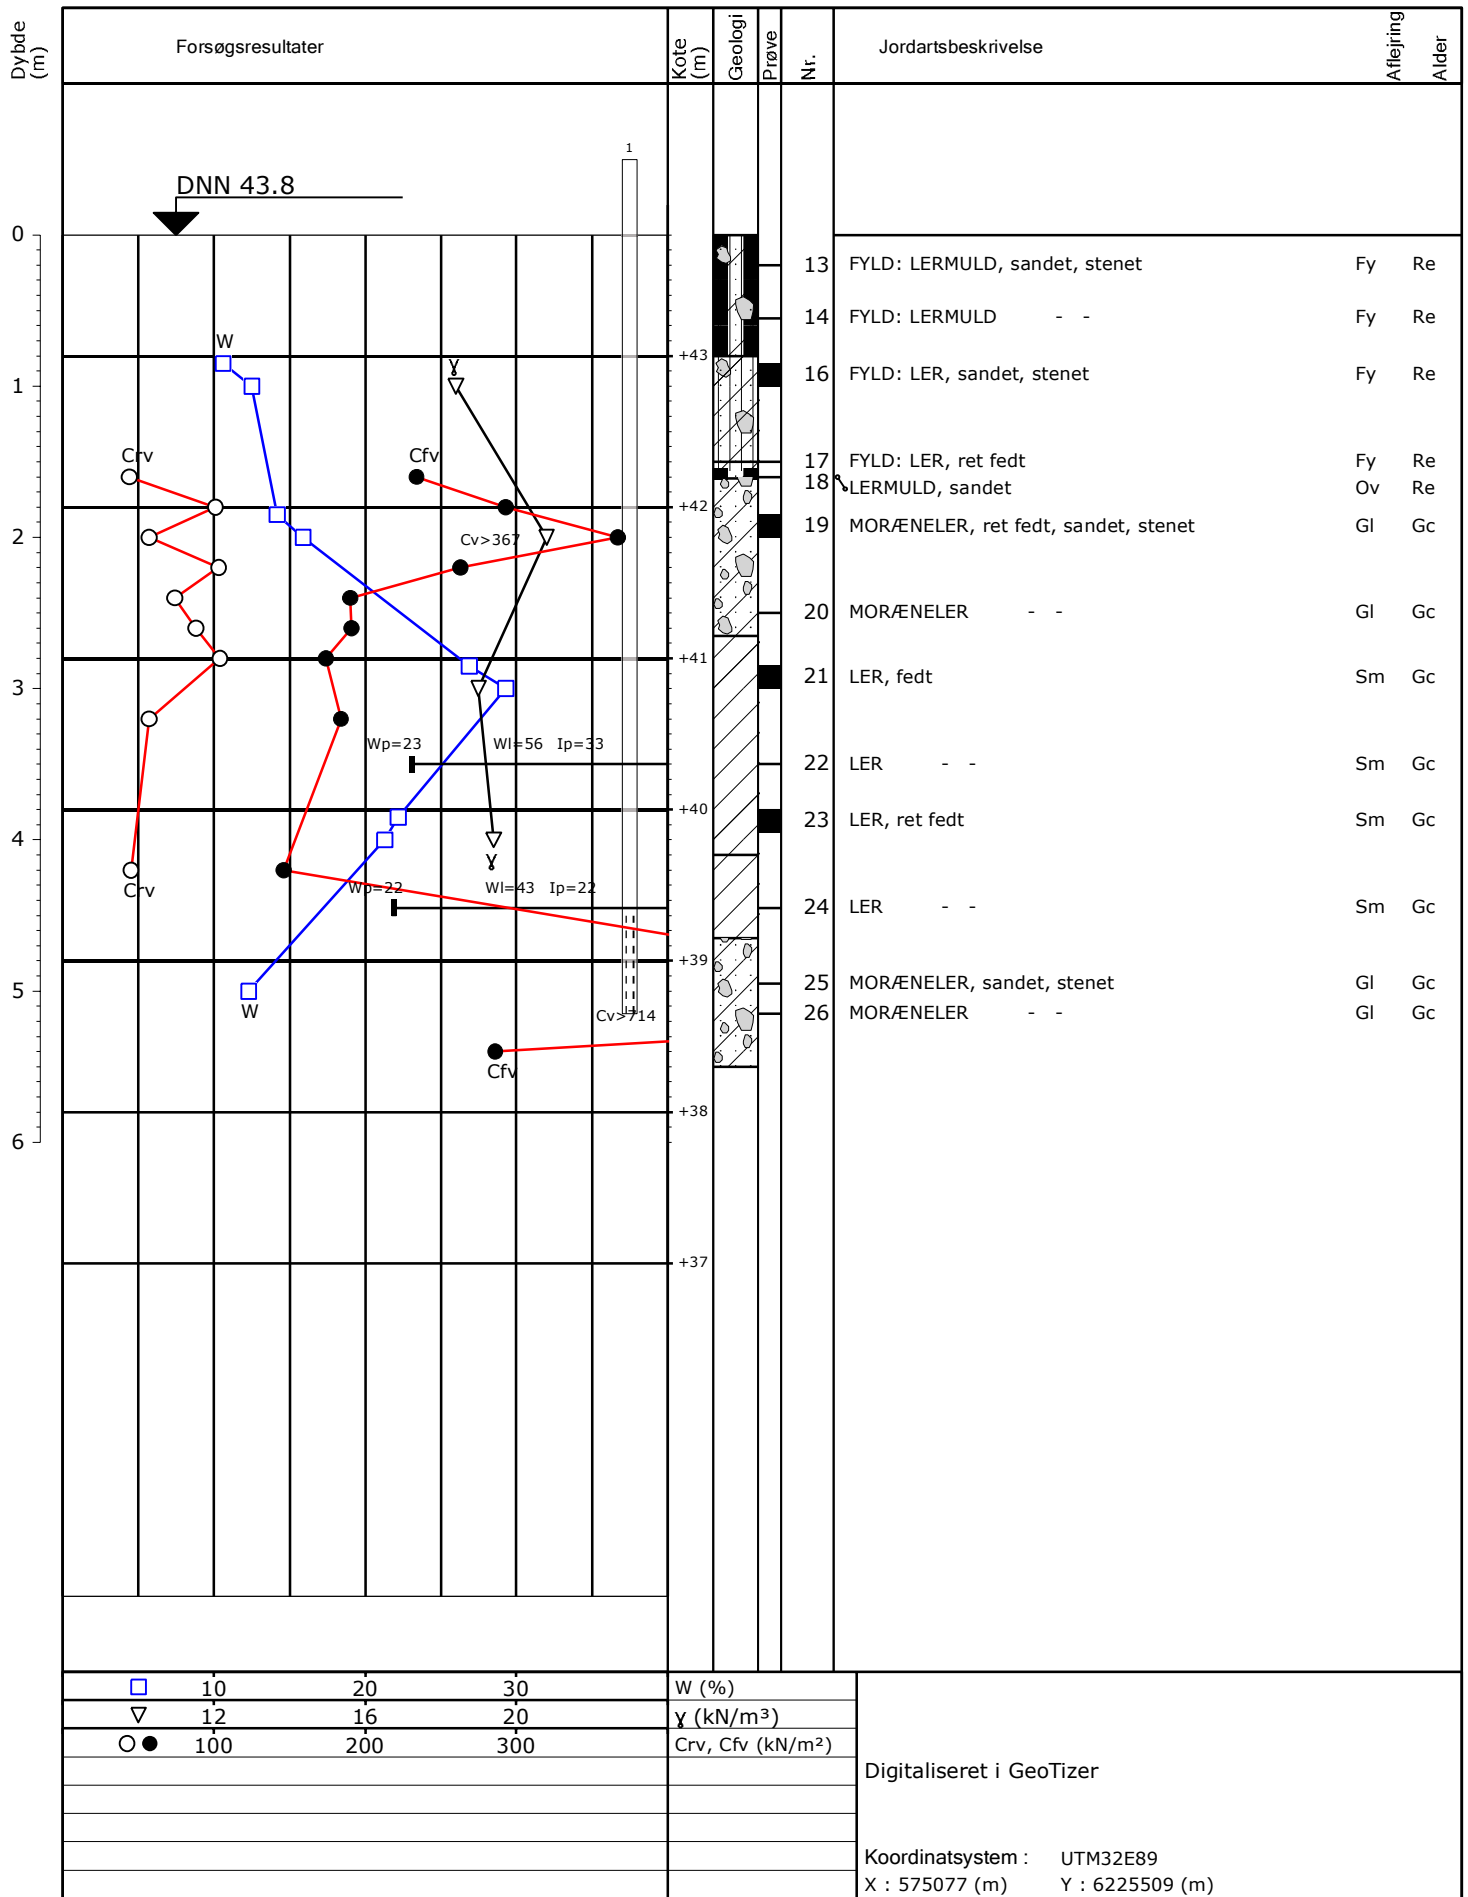 Dybde (m) Forsøgsresultater Kote (m) Geologi Prøve Nr. Jordartsbeskrivelse Aflejring Alder
1
DNN 43.8
0
13 FYLD: LERMULD, sandet, stenet Fy Re
14 FYLD: LERMULD - - Fy Re
W
+43
γ
16 FYLD: LER, sandet, stenet Fy Re
1
Crv Cfv
17 FYLD: LER, ret fedt Fy Re
18 LERMULD, sandet Ov Re
+42
19 MORÆNELER, ret fedt, sandet, stenet Gl Gc
2 Cv>367
20 MORÆNELER - - Gl Gc
+41
21 LER, fedt Sm Gc
3
Wp=23 Wl=56 Ip=33
22 LER - - Sm Gc
+40
23 LER, ret fedt Sm Gc
4
γ
Crv Wp=22 Wl=43 Ip=22
24 LER - - Sm Gc
+39
25 MORÆNELER, sandet, stenet Gl Gc
5
W Cv>714
26 MORÆNELER - - Gl Gc
Cfv
+38
6
+37
10 20 30 W (%)
12 16 20 γ (kN/m³)
100 200 300 Crv, Cfv (kN/m²)
Digitaliseret i GeoTizer
Koordinatsystem : UTM32E89
X : 575077 (m) Y : 6225509 (m)